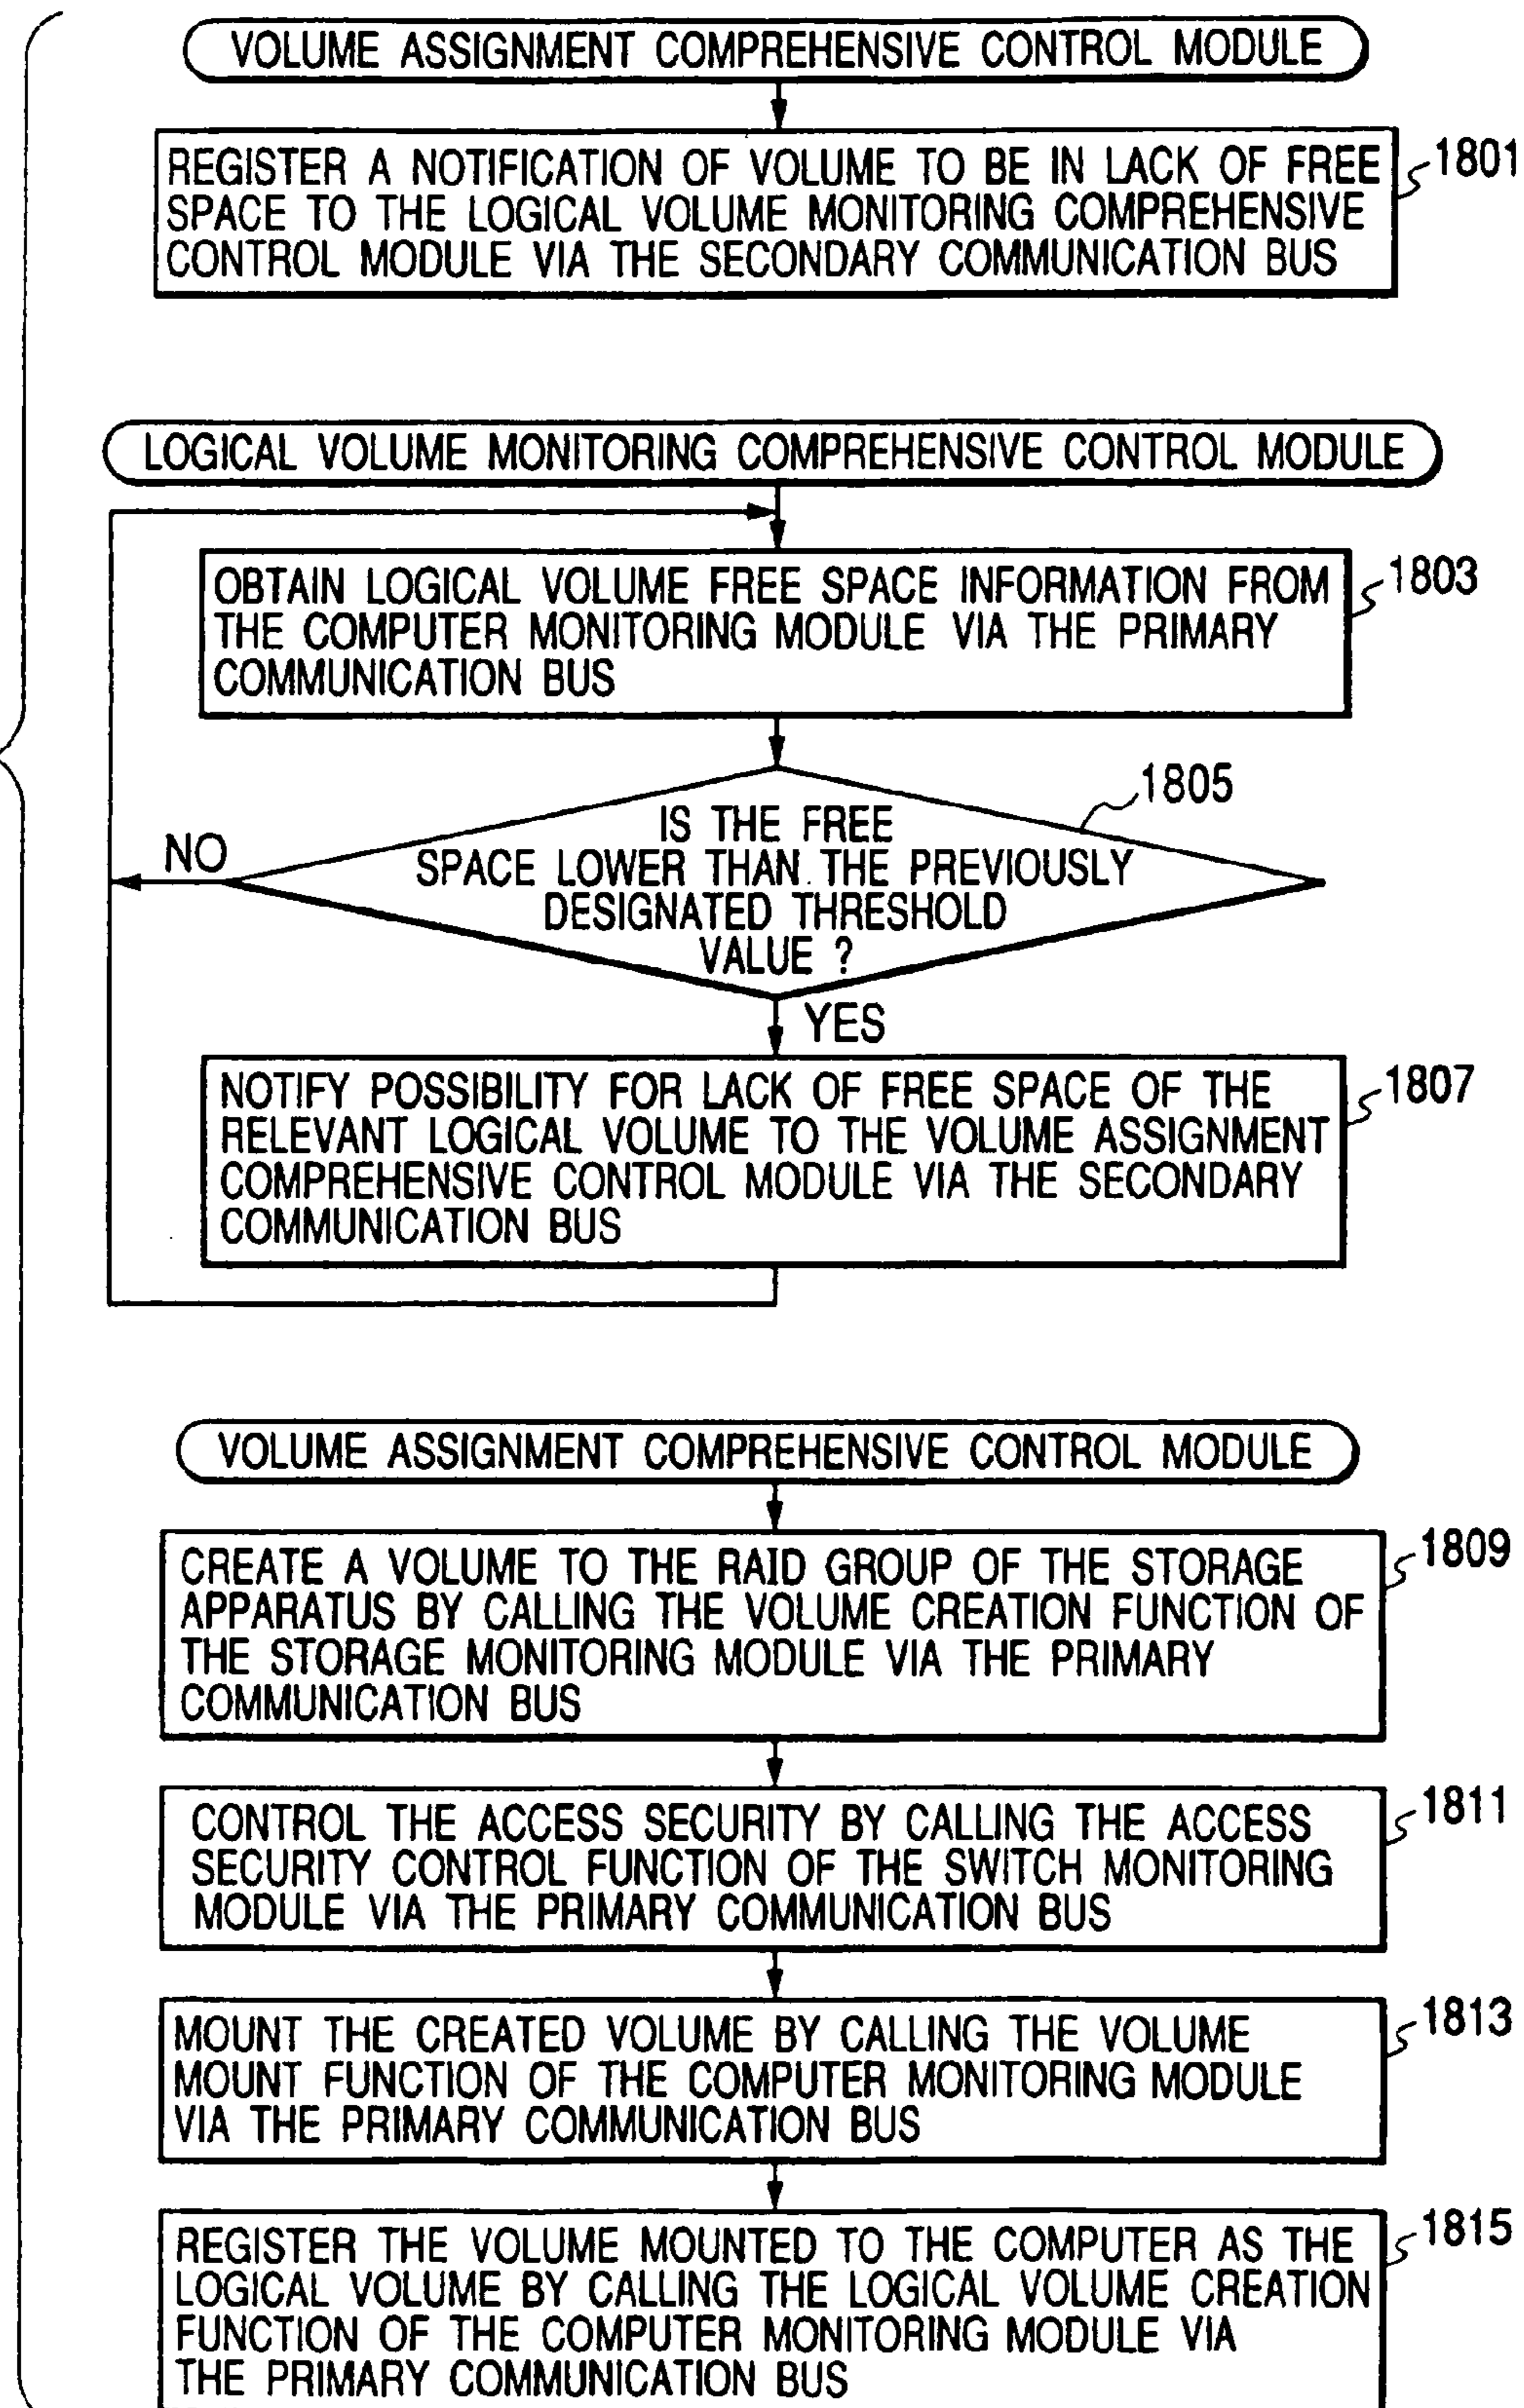 VOLUME ASSIGNMENT COMPREHENSIVE CONTROL MODULE
REGISTER A NOTIFICATION OF VOLUME TO BE IN LACK OF FREE
SPACE TO THE LOGICAL VOLUME MONITORING COMPREHENSIVE
CONTROL MODULE VIA THE SECONDARY COMMUNICATION BUS
1801
LOGICAL VOLUME MONITORING COMPREHENSIVE CONTROL MODULE
OBTAIN LOGICAL VOLUME FREE SPACE INFORMATION FROM
THE COMPUTER MONITORING MODULE VIA THE PRIMARY
COMMUNICATION BUS
1803
1805
IS THE FREE
SPACE LOWER THAN THE PREVIOUSLY
DESIGNATED THRESHOLD
VALUE ?
NO
YES
NOTIFY POSSIBILITY FOR LACK OF FREE SPACE OF THE
RELEVANT LOGICAL VOLUME TO THE VOLUME ASSIGNMENT
COMPREHENSIVE CONTROL MODULE VIA THE SECONDARY
COMMUNICATION BUS
1807
VOLUME ASSIGNMENT COMPREHENSIVE CONTROL MODULE
CREATE A VOLUME TO THE RAID GROUP OF THE STORAGE
APPARATUS BY CALLING THE VOLUME CREATION FUNCTION OF
THE STORAGE MONITORING MODULE VIA THE PRIMARY
COMMUNICATION BUS
1809
CONTROL THE ACCESS SECURITY BY CALLING THE ACCESS
SECURITY CONTROL FUNCTION OF THE SWITCH MONITORING
MODULE VIA THE PRIMARY COMMUNICATION BUS
1811
MOUNT THE CREATED VOLUME BY CALLING THE VOLUME
MOUNT FUNCTION OF THE COMPUTER MONITORING MODULE
VIA THE PRIMARY COMMUNICATION BUS
1813
REGISTER THE VOLUME MOUNTED TO THE COMPUTER AS THE
LOGICAL VOLUME BY CALLING THE LOGICAL VOLUME CREATION
FUNCTION OF THE COMPUTER MONITORING MODULE VIA
THE PRIMARY COMMUNICATION BUS
1815